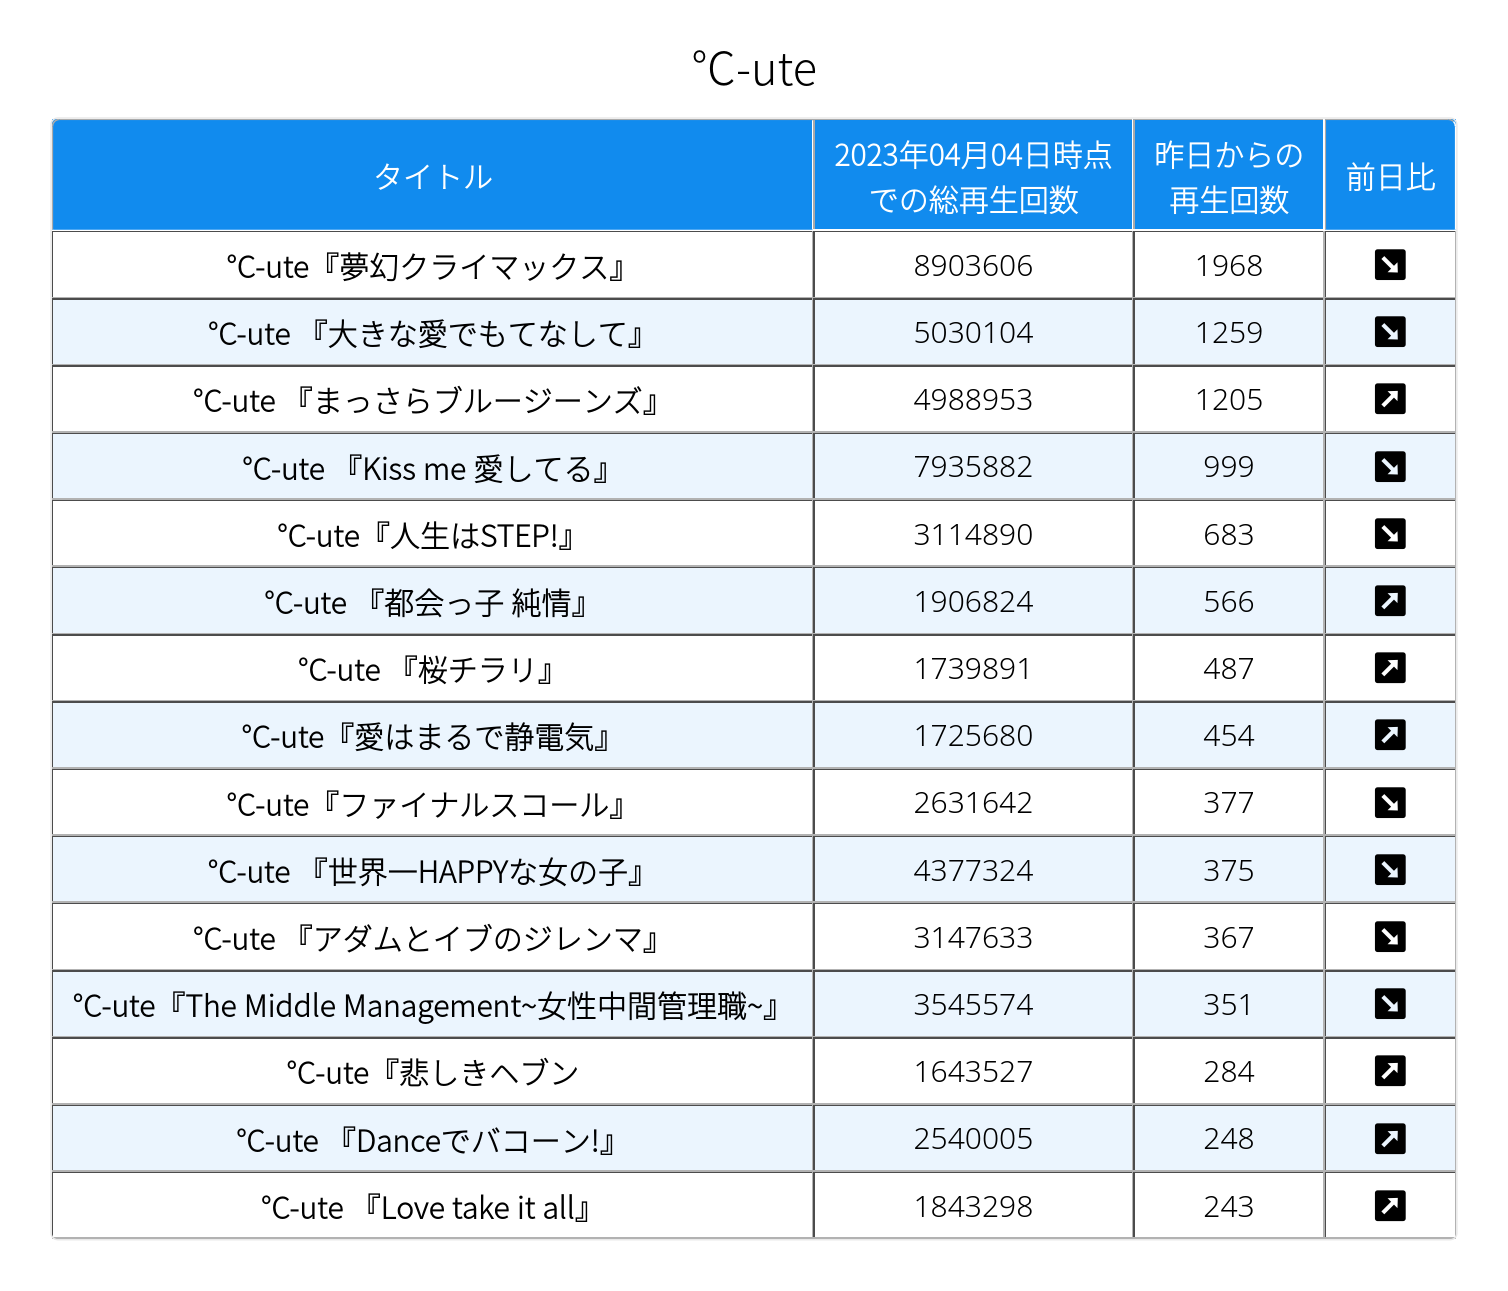 ℃-ute
タイトル
2023年04月04日時点
での総再生回数
昨日からの
再生回数
前日比
℃-ute『夢幻クライマックス』 8903606 1968 ↘
℃-ute 『大きな愛でもてなして』 5030104 1259 ↘
℃-ute 『まっさらブルージーンズ』 4988953 1205 ↗
℃-ute 『Kiss me 愛してる』 7935882 999 ↘
℃-ute『人生はSTEP!』 3114890 683 ↘
℃-ute 『都会っ子 純情』 1906824 566 ↗
℃-ute 『桜チラリ』 1739891 487 ↗
℃-ute『愛はまるで静電気』 1725680 454 ↗
℃-ute『ファイナルスコール』 2631642 377 ↘
℃-ute 『世界一HAPPYな女の子』 4377324 375 ↘
℃-ute 『アダムとイブのジレンマ』 3147633 367 ↘
℃-ute『The Middle Management~女性中間管理職~』 3545574 351 ↘
℃-ute『悲しきヘブン 1643527 284 ↗
℃-ute 『Danceでバコーン!』 2540005 248 ↗
℃-ute 『Love take it all』 1843298 243 ↗